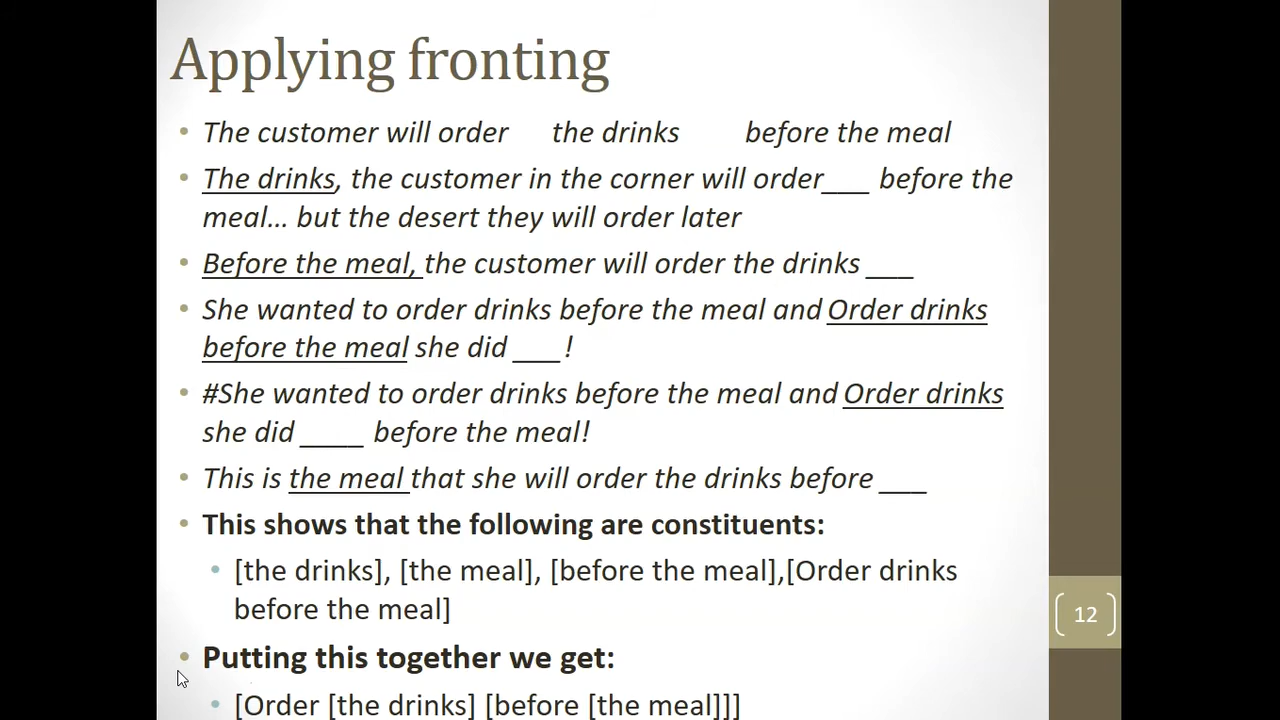 Applying fronting
• The customer will order the drinks before the meal
• The drinks, the customer in the corner will order___ before the
meal... but the desert they will order later
• Before the meal, the customer will order the drinks ___
• She wanted to order drinks before the meal and Order drinks
before the meal she did ___!
• #She wanted to order drinks before the meal and Order drinks
she did ____ before the meal!
• This is the meal that she will order the drinks before ___
• This shows that the following are constituents:
• [the drinks], [the meal], [before the meal],[Order drinks
before the meal]
12
• Putting this together we get:
• [Order [the drinks] [before [the meal]]]